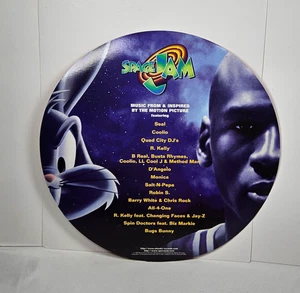 SPACE JAM
MUSIC FROM & INSPIRED
BY THE MOTION PICTURE
featuring
Seal
Coolio
Quad City DJ's
R. Kelly
B Real, Busta Rhymes,
Coolio, LL Cool J & Method Man
D'Angelo
Monica
Salt-N-Pepa
Robin S.
Barry White & Chris Rock
All-4-One
R. Kelly feat. Changing Faces & Jay-Z
Spin Doctors feat. Biz Markie
Bugs Bunny